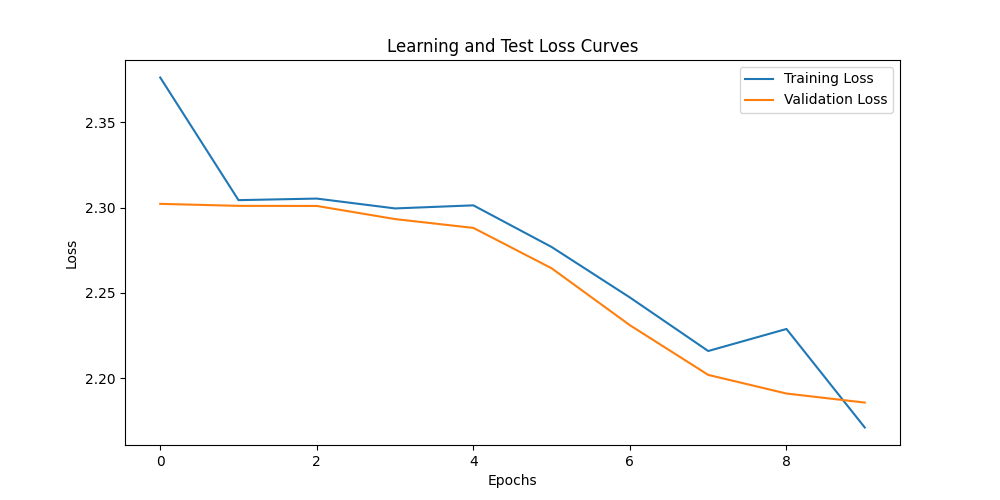 Learning and Test Loss Curves
Training Loss
Validation Loss
2.35
2.30
2.25
2.20
Loss
0 2 4 6 8
Epochs